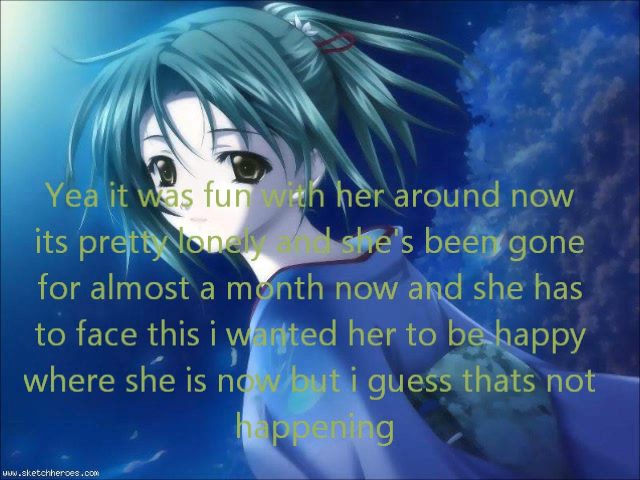 Yea it was fun with her around now
its pretty lonely and she's been gone
for almost a month now and she has
to face this i wanted her to be happy
where she is now but i guess thats not
happening
www.sketchheroes.com